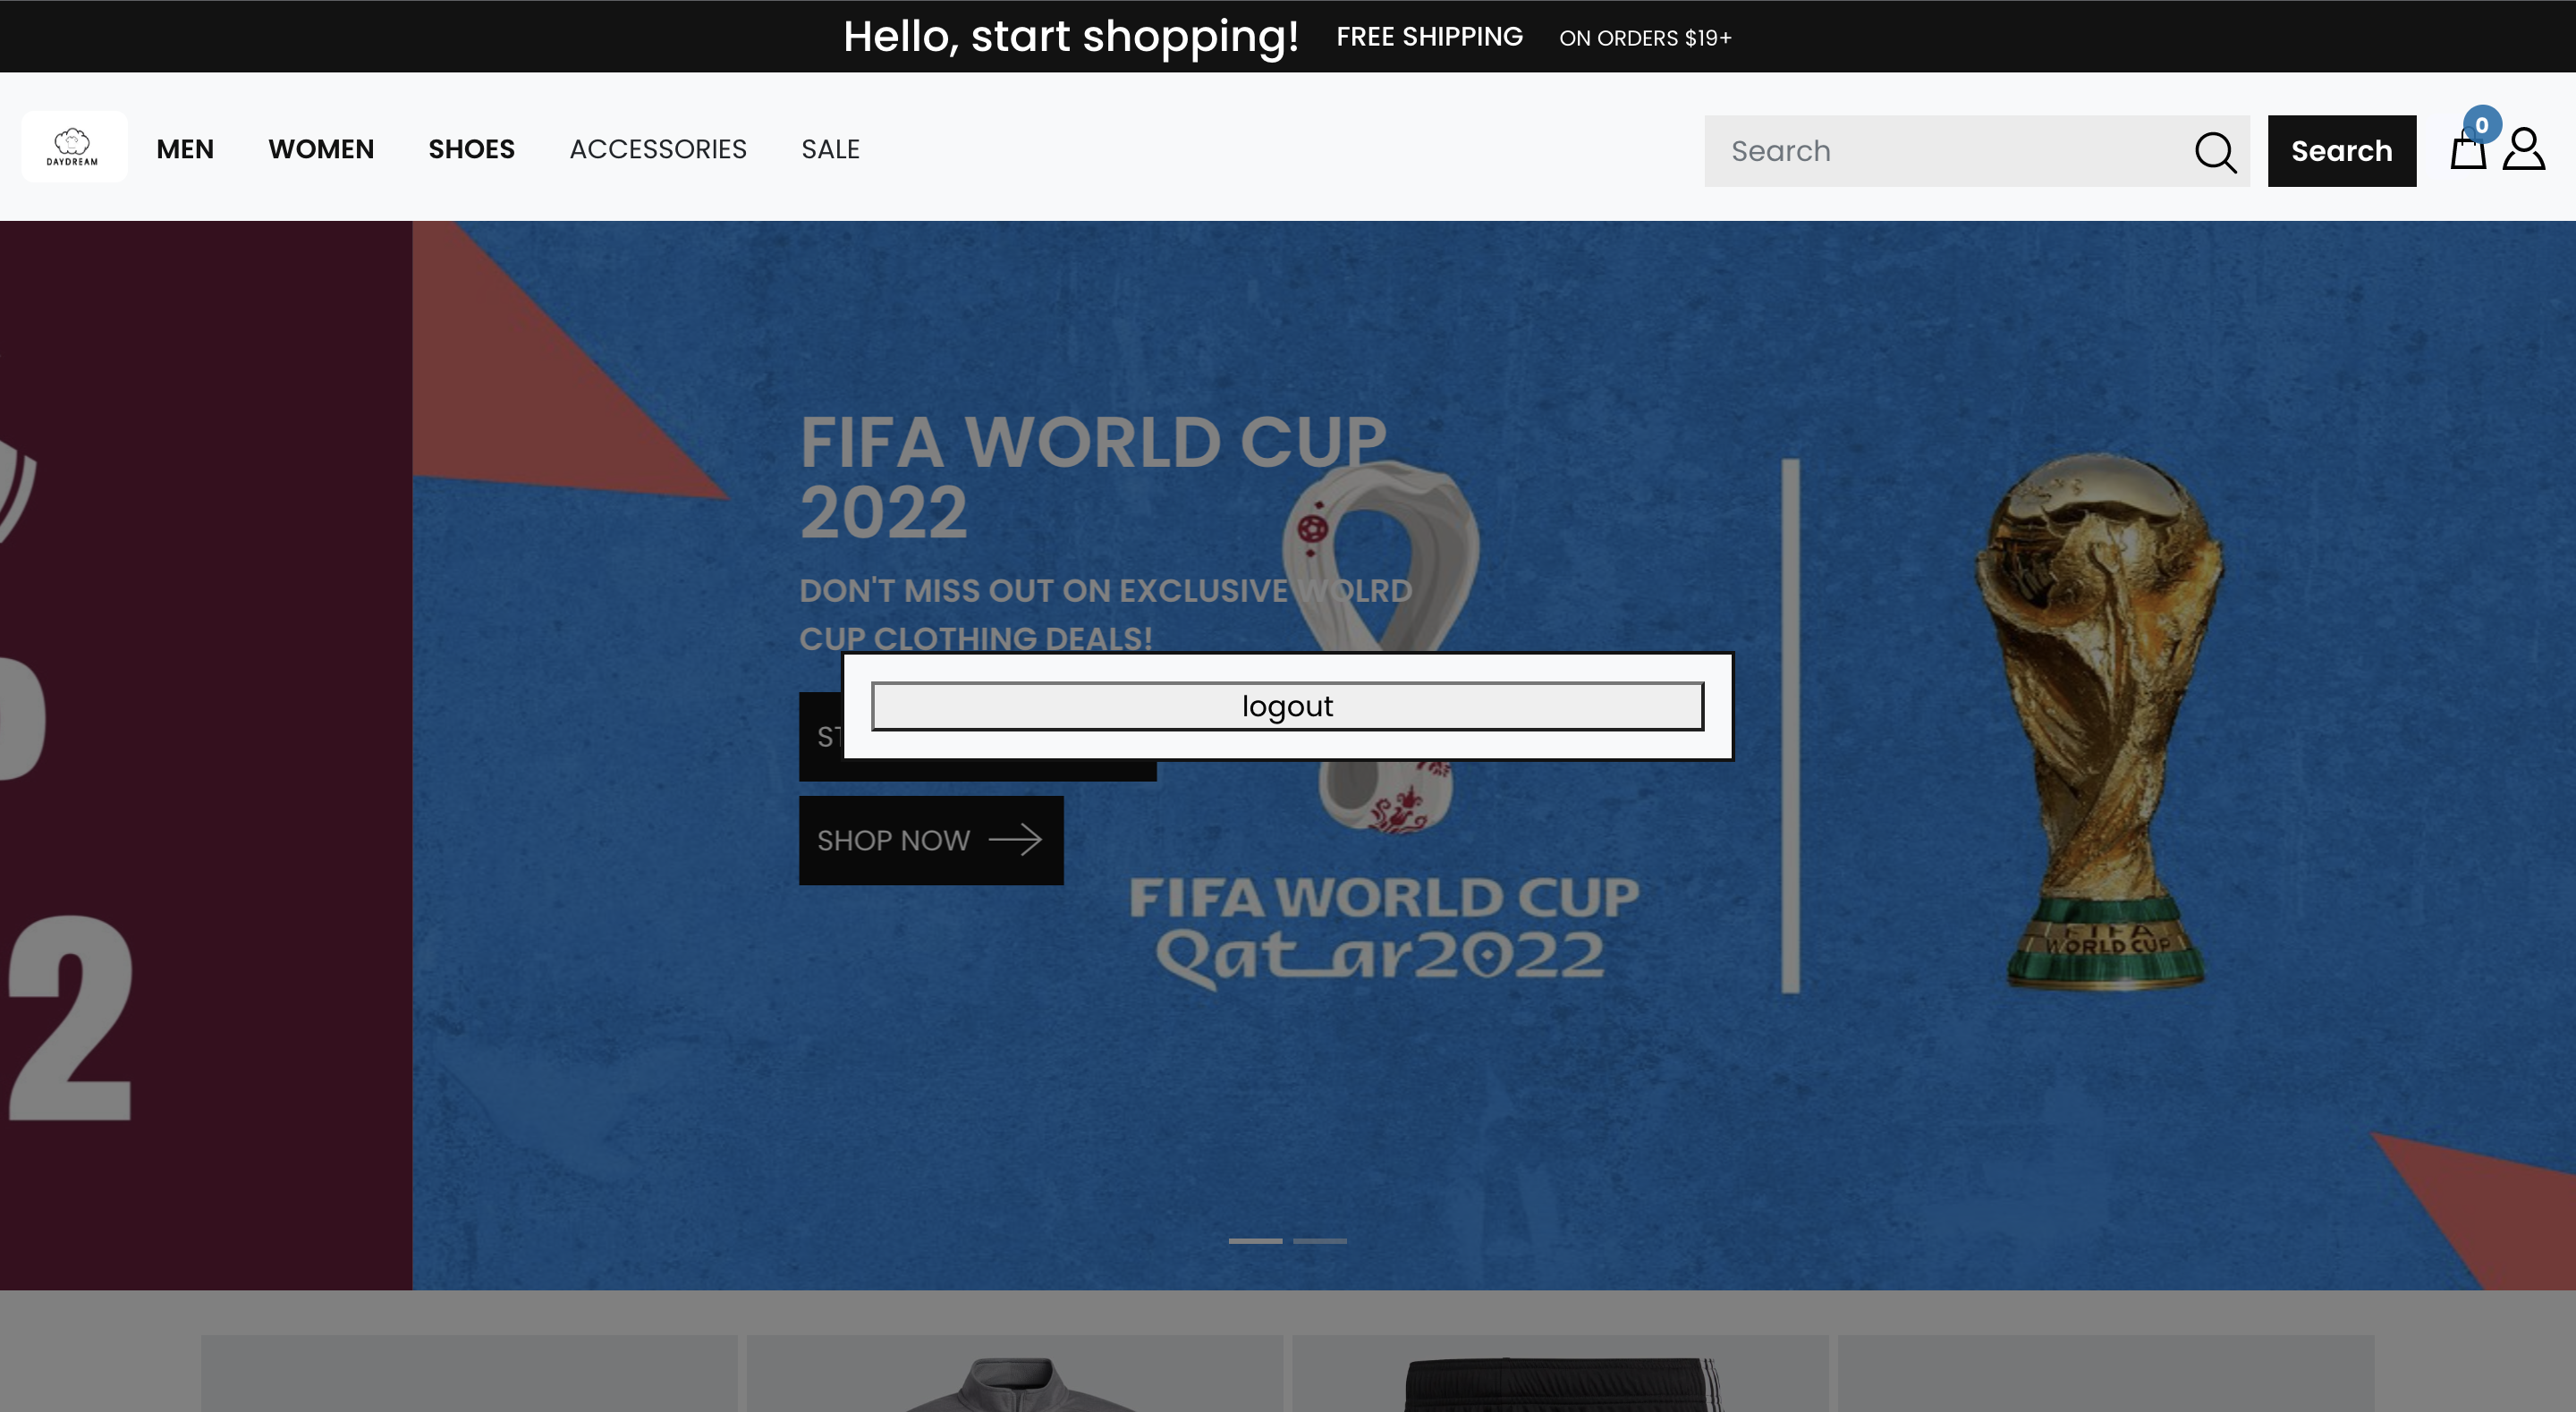 Hello, start shopping! FREE SHIPPING ON ORDERS $19+
DAYDREAM
MEN WOMEN SHOES ACCESSORIES SALE
Search
Search
0
FIFA WORLD CUP
2022
DON'T MISS OUT ON EXCLUSIVE WOLRD
CUP CLOTHING DEALS!
logout
SHOP NOW
FIFA WORLD CUP
Qatar2022
FIFA
WORLD CUP
2